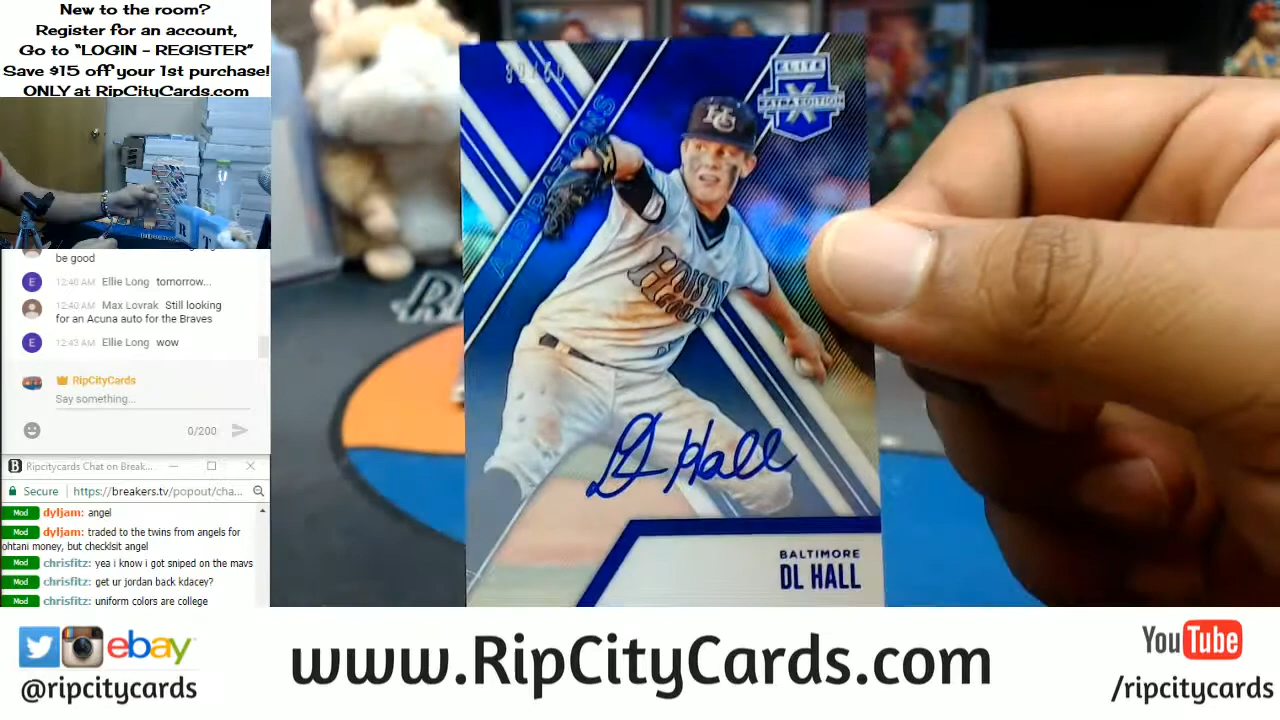 New to the room?
Register for an account,
Go to "LOGIN - REGISTER"
Save $15 off your 1st purchase!
ONLY at RipCityCards.com
be good
E 12:40 AM Ellie Long tomorrow...
12:40 AM Max Lovrak Still looking
for an Acuna auto for the Braves
E 12:43 AM Ellie Long wow
RipCityCards
Say something...
0/200
Ripcitycards Chat on Break...
Secure https://breakers.tv/popout/cha...
Mod dyljam: angel
Mod dyljam: traded to the twins from angels for
ohtani money, but checklsit angel
Mod chrisfitz: yea i know i got sniped on the mavs
Mod chrisfitz: get ur jordan back kdacey?
Mod chrisfitz: uniform colors are college
ELITE
EXTRA EDITION
X
ASPIRATIONS
HG
DL Hall
BALTIMORE
DL HALL
R
T
ebay
@ripcitycards
www.RipCityCards.com
YouTube
/ripcitycards